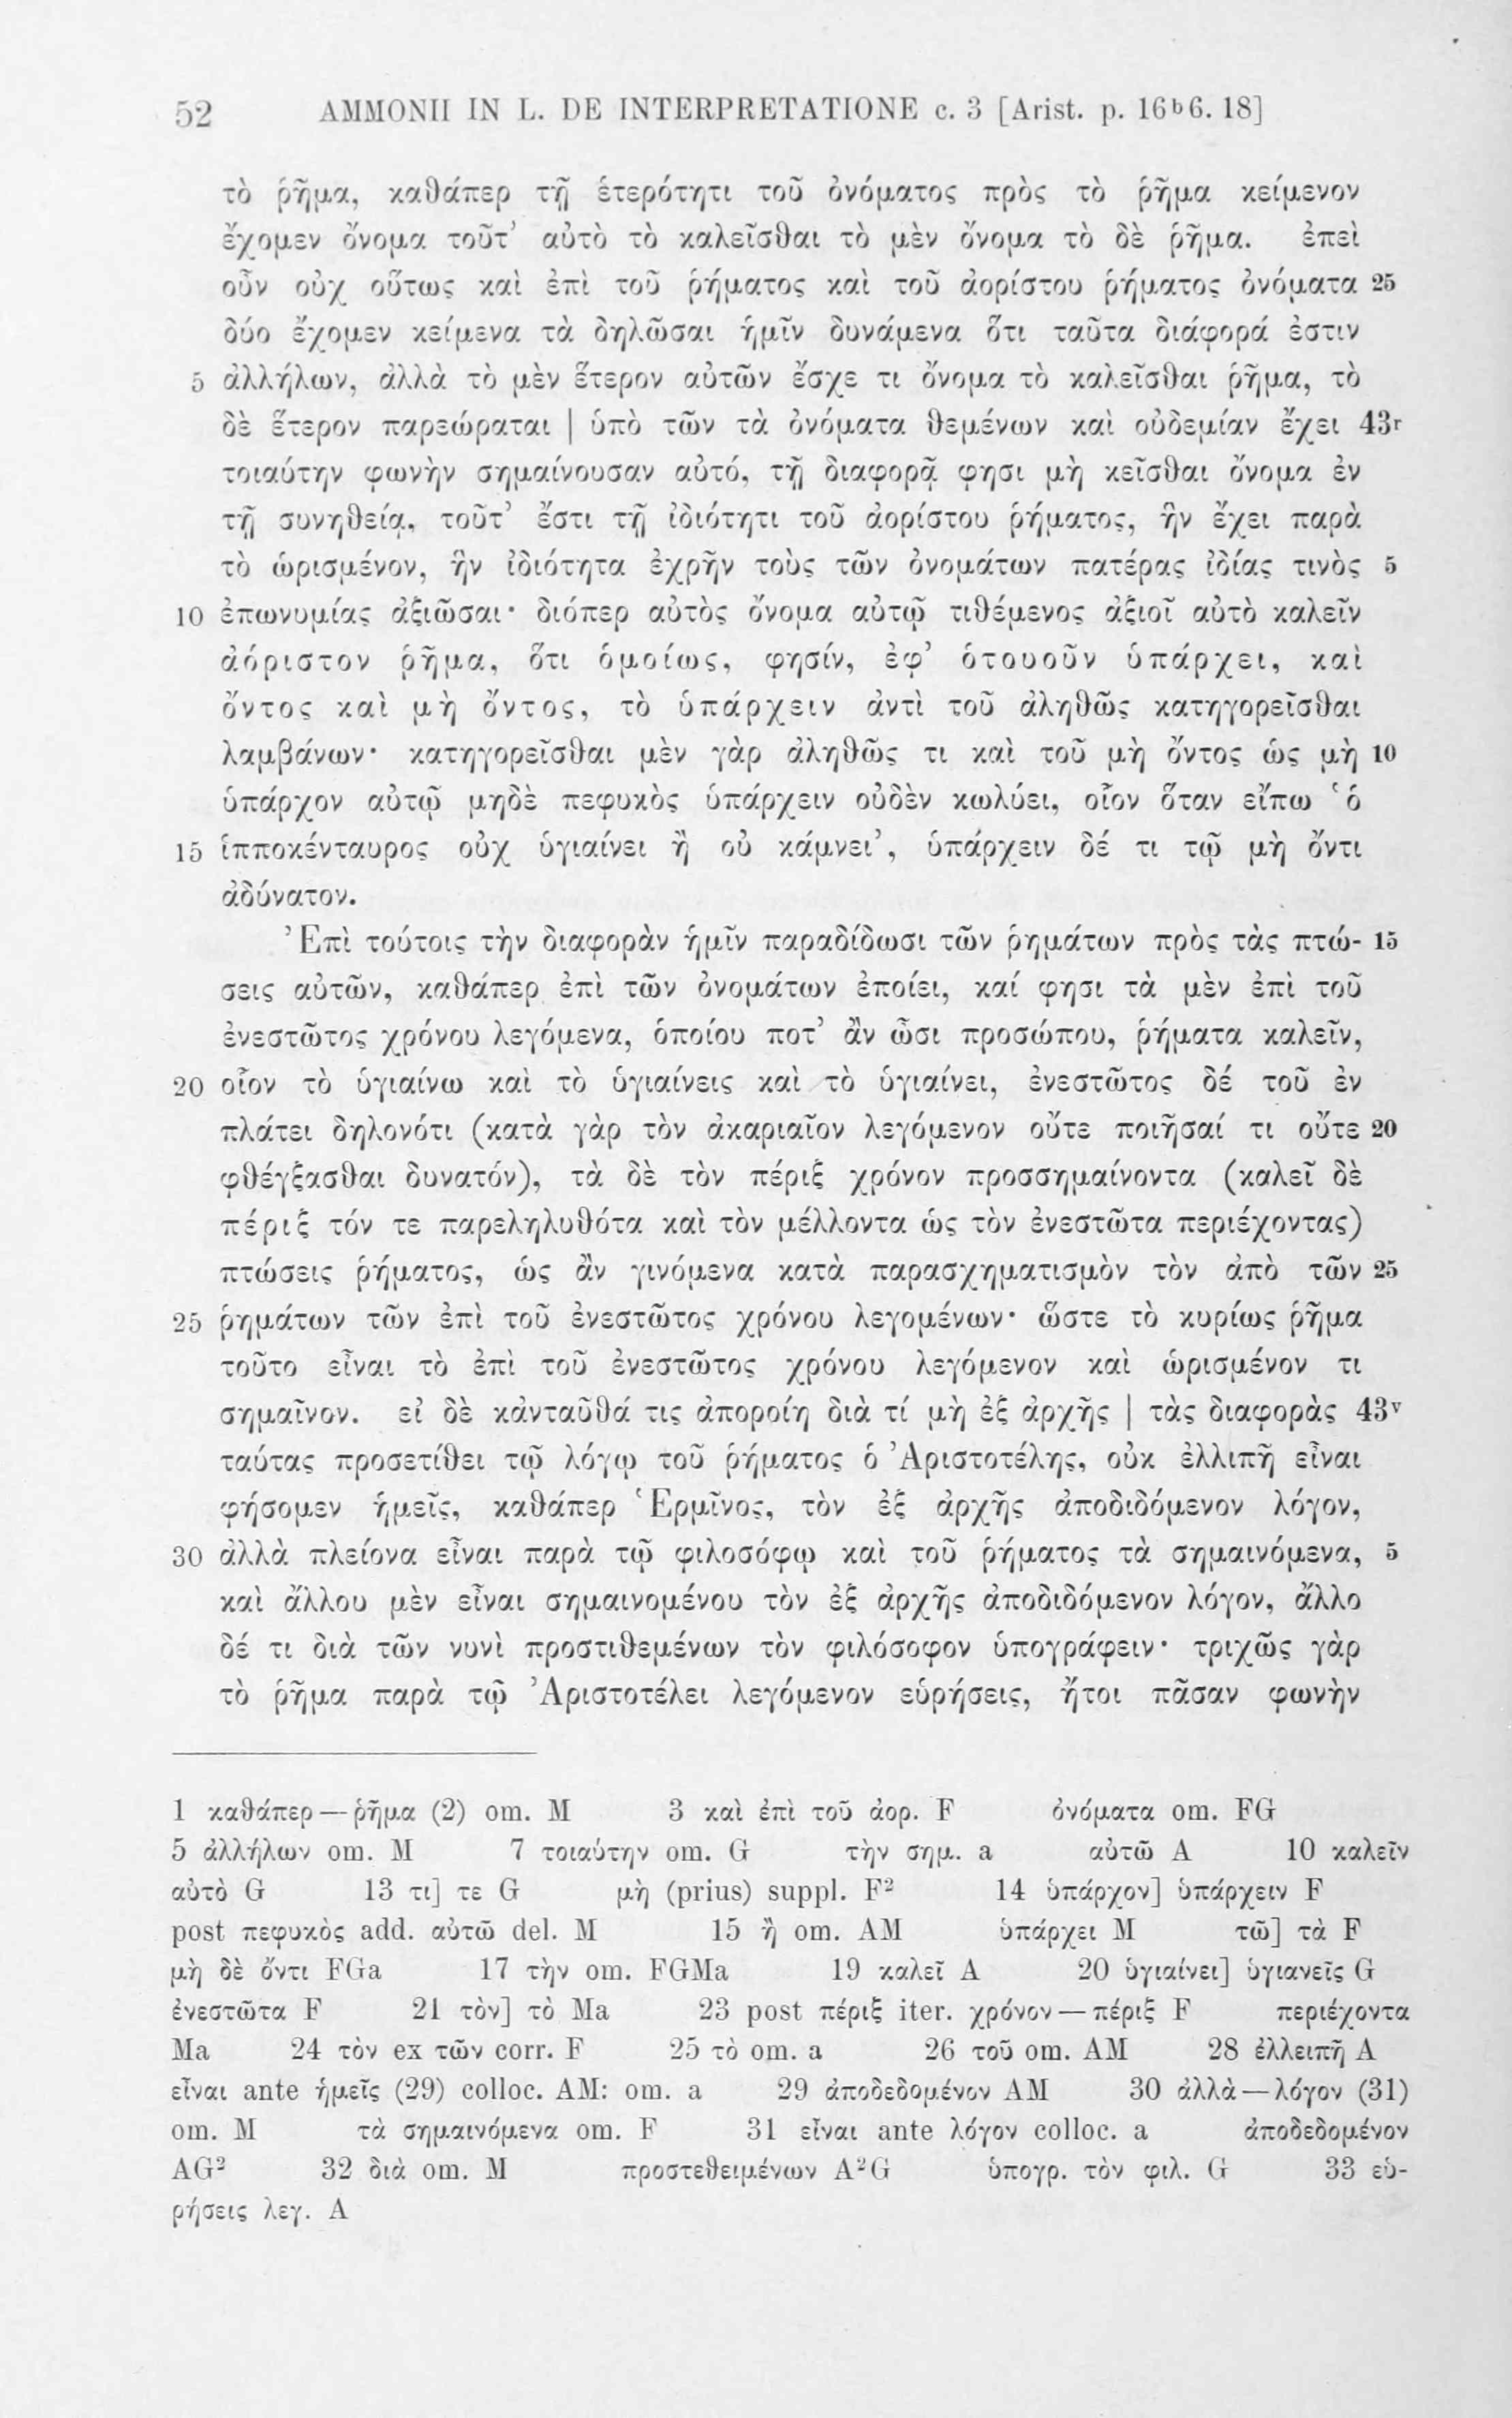 52 AMMONII IN L. DE INTERPRETATIONE c. 3 [Arist. p. 16b6. 18]
τὸ ῥῆμα, καθάπερ τῇ ἑτερότητι τοῦ ὀνόματος πρὸς τὸ ῥῆμα κείμενον
ἔχομεν ὄνομα τοῦτ’ αὐτὸ τὸ καλεῖσθαι τὸ μὲν ὄνομα τὸ δὲ ῥῆμα. ἐπεὶ
οὖν οὐχ οὕτως καὶ ἐπὶ τοῦ ῥήματος καὶ τοῦ ἀορίστου ῥήματος ὀνόματα 25
δύο ἔχομεν κείμενα τὰ δηλῶσαι ἡμῖν δυνάμενα ὅτι ταῦτα διάφορά ἐστιν
5 ἀλλήλων, ἀλλὰ τὸ μὲν ἕτερον αὐτῶν ἔσχε τι ὄνομα τὸ καλεῖσθαι ῥῆμα, τὸ
δὲ ἕτερον παρεώραται | ὑπὸ τῶν τὰ ὀνόματα θεμένων καὶ οὐδεμίαν ἔχει 43r
τοιαύτην φωνὴν σημαίνουσαν αὐτό, τῇ διαφορᾷ φησι μὴ κεῖσθαι ὄνομα ἐν
τῇ συνηθείᾳ, τοῦτ’ ἔστι τῇ ἰδιότητι τοῦ ἀορίστου ῥήματος, ἣν ἔχει παρὰ
τὸ ὡρισμένον, ἣν ἰδιότητα ἐχρῆν τοὺς τῶν ὀνομάτων πατέρας ἰδίας τινὸς 5
10 ἐπωνυμίας ἀξιῶσαι· διόπερ αὐτὸς ὄνομα αὐτῷ τιθέμενος ἀξιοῖ αὐτὸ καλεῖν
ἀόριστον ῥῆμα, ὅτι ὁμοίως, φησίν, ἐφ’ ὁτουοῦν ὑπάρχει, καὶ
ὄντος καὶ μὴ ὄντος, τὸ ὑπάρχειν ἀντὶ τοῦ ἀληθῶς κατηγορεῖσθαι
λαμβάνων· κατηγορεῖσθαι μὲν γὰρ ἀληθῶς τι καὶ τοῦ μὴ ὄντος ὡς μὴ 10
ὑπάρχον αὐτῷ μηδὲ πεφυκὸς ὑπάρχειν οὐδὲν κωλύει, οἷον ὅταν εἴπω ‘ὁ
15 ἱπποκένταυρος οὐχ ὑγιαίνει ἢ οὐ κάμνει’, ὑπάρχειν δέ τι τῷ μὴ ὄντι
ἀδύνατον.
Ἐπὶ τούτοις τὴν διαφορὰν ἡμῖν παραδίδωσι τῶν ῥημάτων πρὸς τὰς πτώ- 15
σεις αὐτῶν, καθάπερ ἐπὶ τῶν ὀνομάτων ἐποίει, καί φησι τὰ μὲν ἐπὶ τοῦ
ἐνεστῶτος χρόνου λεγόμενα, ὁποίου ποτ’ ἂν ὦσι προσώπου, ῥήματα καλεῖν,
20 οἷον τὸ ὑγιαίνω καὶ τὸ ὑγιαίνεις καὶ τὸ ὑγιαίνει, ἐνεστῶτος δέ τοῦ ἐν
πλάτει δηλονότι (κατὰ γὰρ τὸν ἀκαριαῖον λεγόμενον οὔτε ποιῆσαί τι οὔτε 20
φθέγξασθαι δυνατόν), τὰ δὲ τὸν πέριξ χρόνον προσσημαίνοντα (καλεῖ δὲ
πέριξ τόν τε παρεληλυθότα καὶ τὸν μέλλοντα ὡς τὸν ἐνεστῶτα περιέχοντας)
πτώσεις ῥήματος, ὡς ἂν γινόμενα κατὰ παρασχηματισμὸν τὸν ἀπὸ τῶν 25
25 ῥημάτων τῶν ἐπὶ τοῦ ἐνεστῶτος χρόνου λεγομένων· ὥστε τὸ κυρίως ῥῆμα
τοῦτο εἶναι τὸ ἐπὶ τοῦ ἐνεστῶτος χρόνου λεγόμενον καὶ ὡρισμένον τι
σημαῖνον. εἰ δὲ κἀνταῦθά τις ἀποροίη διὰ τί μὴ ἐξ ἀρχῆς | τὰς διαφορὰς 43v
ταύτας προσετίθει τῷ λόγῳ τοῦ ῥήματος ὁ Ἀριστοτέλης, οὐκ ἐλλιπῆ εἶναι
φήσομεν ἡμεῖς, καθάπερ Ἑρμῖνος, τὸν ἐξ ἀρχῆς ἀποδιδόμενον λόγον,
30 ἀλλὰ πλείονα εἶναι παρὰ τῷ φιλοσόφῳ καὶ τοῦ ῥήματος τὰ σημαινόμενα, 5
καὶ ἄλλου μὲν εἶναι σημαινομένου τὸν ἐξ ἀρχῆς ἀποδιδόμενον λόγον, ἄλλο
δέ τι διὰ τῶν νυνὶ προστιθεμένων τὸν φιλόσοφον ὑπογράφειν· τριχῶς γὰρ
τὸ ῥῆμα παρὰ τῷ Ἀριστοτέλει λεγόμενον εὑρήσεις, ἤτοι πᾶσαν φωνὴν
1 καθάπερ — ῥῆμα (2) om. M 3 καὶ ἐπὶ τοῦ ἀορ. F ὀνόματα om. FG
5 ἀλλήλων om. M 7 τοιαύτην om. G τὴν σημ. a αὐτῶ A 10 καλεῖν
αὐτὸ G 13 τι] τε G μὴ (prius) suppl. F² 14 ὑπάρχον] ὑπάρχειν F
post πεφυκὸς add. αὐτῶ del. M 15 ἢ om. AM ὑπάρχει M τῶ] τὰ F
μὴ δὲ ὄντι FGa 17 τὴν om. FGMa 19 καλεῖ A 20 ὑγιαίνει] ὑγιανεῖς G
ἐνεστῶτα F 21 τὸν] τὸ Ma 23 post πέριξ iter. χρόνον — πέριξ F περιέχοντα
Ma 24 τὸν ex τῶν corr. F 25 τὸ om. a 26 τοῦ om. AM 28 ἐλλειπῆ A
εἶναι ante ἡμεῖς (29) colloc. AM: om. a 29 ἀποδεδομένον AM 30 ἀλλὰ — λόγον (31)
om. M τὰ σημαινόμενα om. F 31 εἶναι ante λόγον colloc. a ἀποδεδομένον
AG² 32 διὰ om. M προστεθειμένων A²G ὑπογρ. τὸν φιλ. G 33 εὑ-
ρήσεις λεγ. A